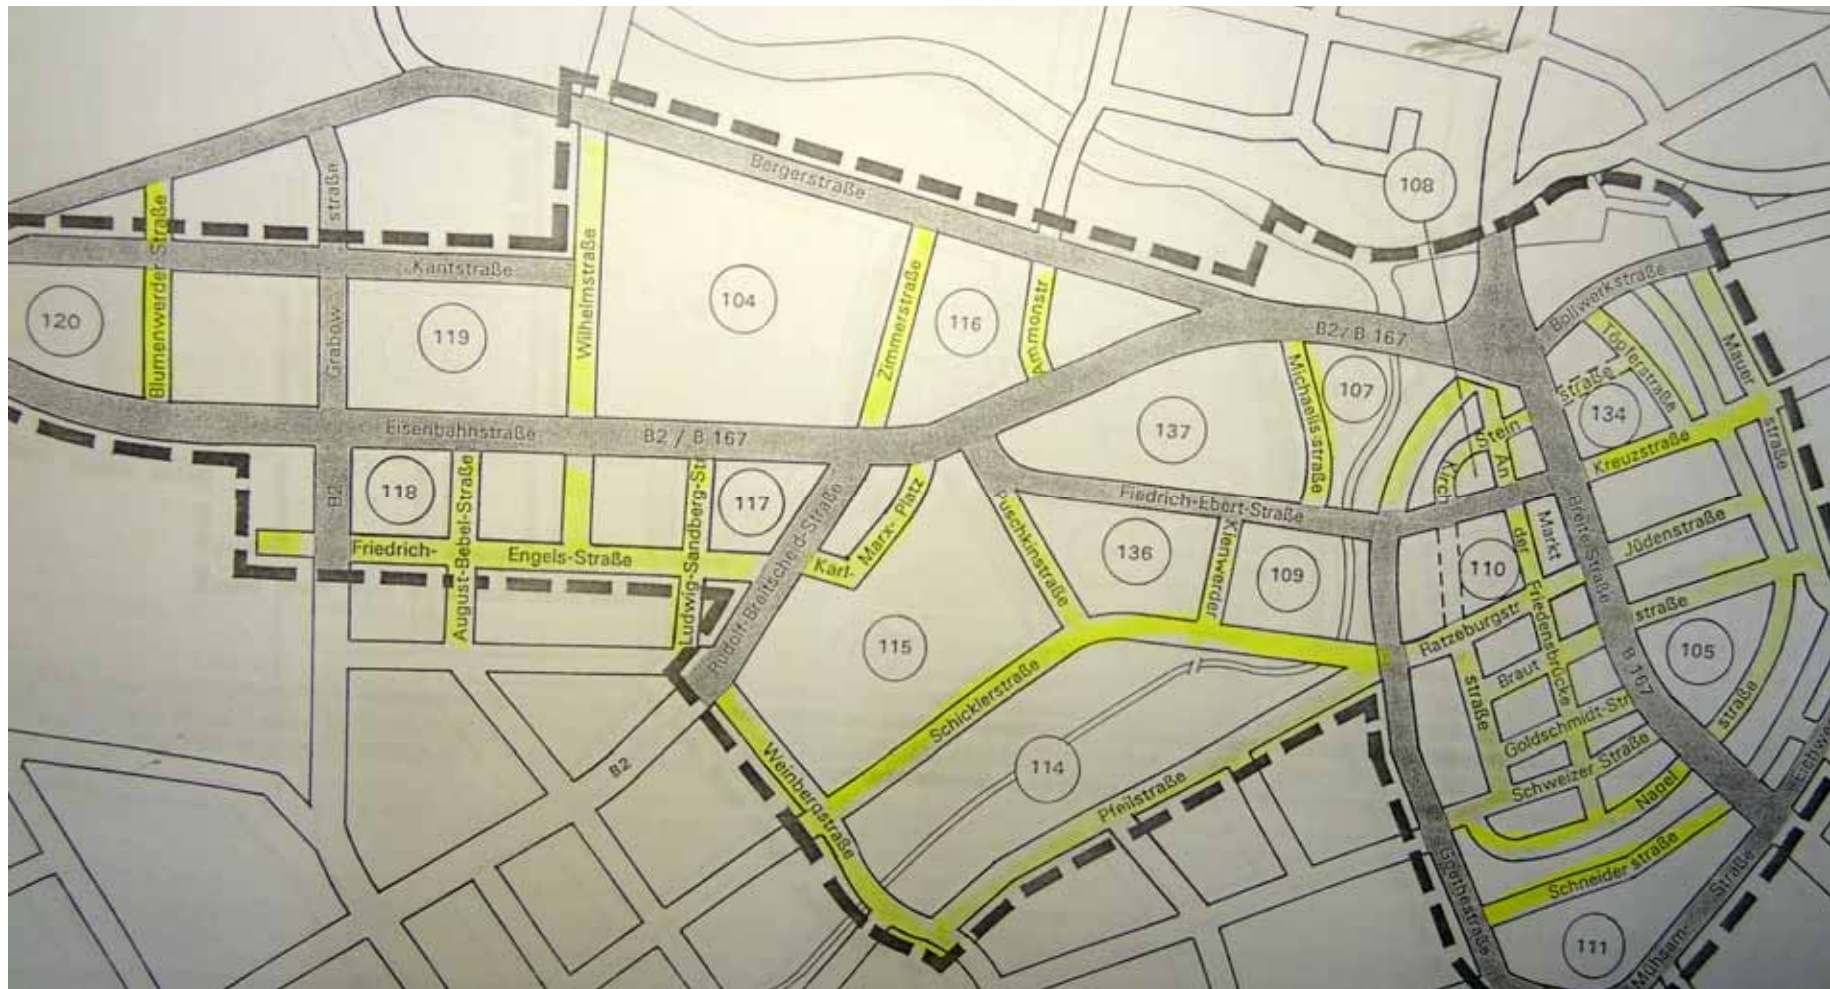 108
Bergerstraße
straße
Blumenwerder-Straße
Kantstraße
Wilhelmstraße
104
Zimmerstraße
116
Ammonstr
B2/ B 167
Bollwerkstraße
Töpferstraße
Mauer
straße
120
119
Grabow
Eisenbahnstraße
B2 / B 167
137
Michaelisstraße
107
Stein
straße
134
Kreuzstraße
Kirch
An
der
Friedensbrücke
118
B2
August-Bebel-Straße
Ludwig-Sandberg-Str
117
Rudolf-Breitscheid-Straße
Karl-
Marx-
Platz
Friedrich-
Engels-Straße
Puschkinstraße
Fiedrich-Ebert-Straße
136
Kienwerder
109
110
Markt
Breite Straße
B 167
Jüdenstraße
straße
Ratzeburgstr
115
Schicklerstraße
114
Weinbergstraße
B2
Pfeilstraße
Braut
straße
Goldschmidt-Str
Schweizer Straße
105
Nagel
straße
Schneiderstraße
Goethestraße
111
Mühsam-
Straße
Eichwe